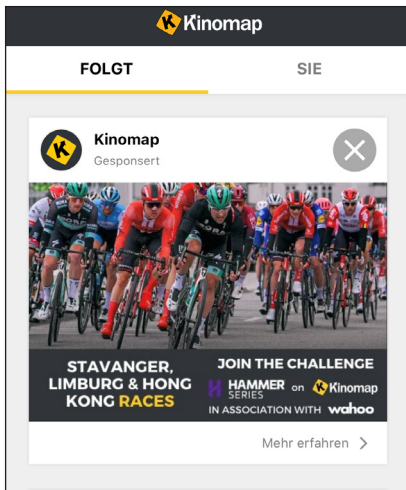 Kinomap
FOLGT
SIE
Kinomap
Gesponsert
STAVANGER,
LIMBURG & HONG
KONG RACES
JOIN THE CHALLENGE
HAMMER SERIES on Kinomap
IN ASSOCIATION WITH wahoo
Mehr erfahren >